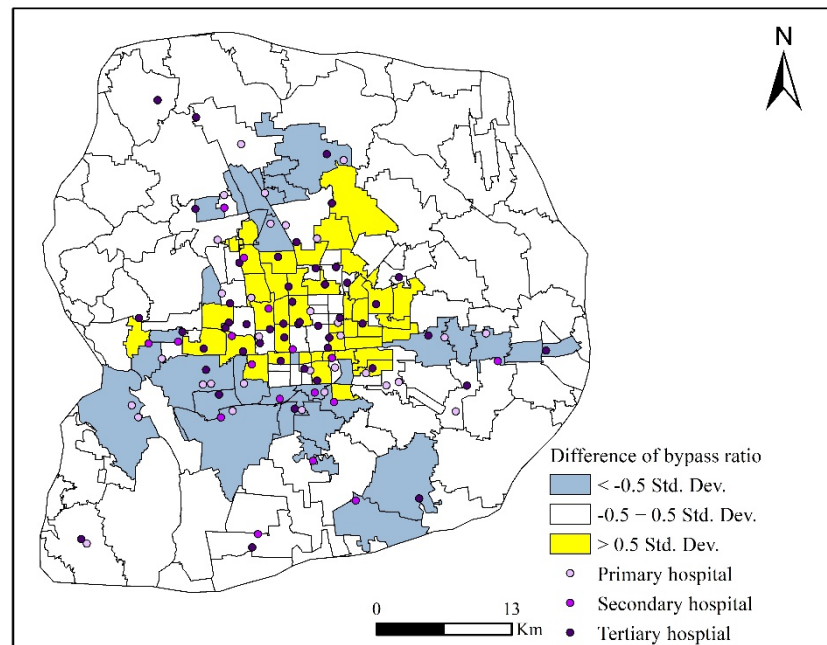 N
Difference of bypass ratio
< -0.5 Std. Dev.
-0.5 – 0.5 Std. Dev.
> 0.5 Std. Dev.
Primary hospital
Secondary hospital
Tertiary hosptial
0 13
Km